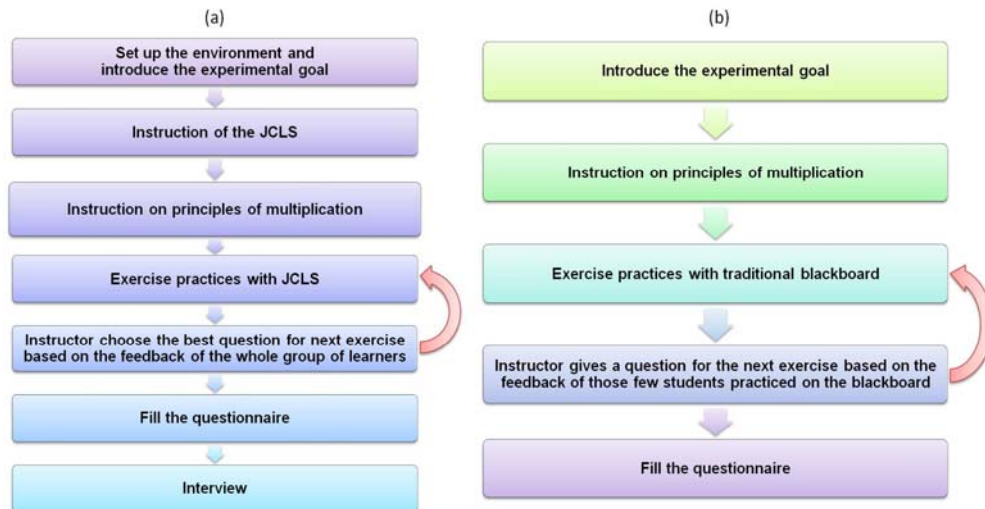 (a)
Set up the environment and
introduce the experimental goal
Instruction of the JCLS
Instruction on principles of multiplication
Exercise practices with JCLS
Instructor choose the best question for next exercise
based on the feedback of the whole group of learners
Fill the questionnaire
Interview
(b)
Introduce the experimental goal
Instruction on principles of multiplication
Exercise practices with traditional blackboard
Instructor gives a question for the next exercise based on the
feedback of those few students practiced on the blackboard
Fill the questionnaire